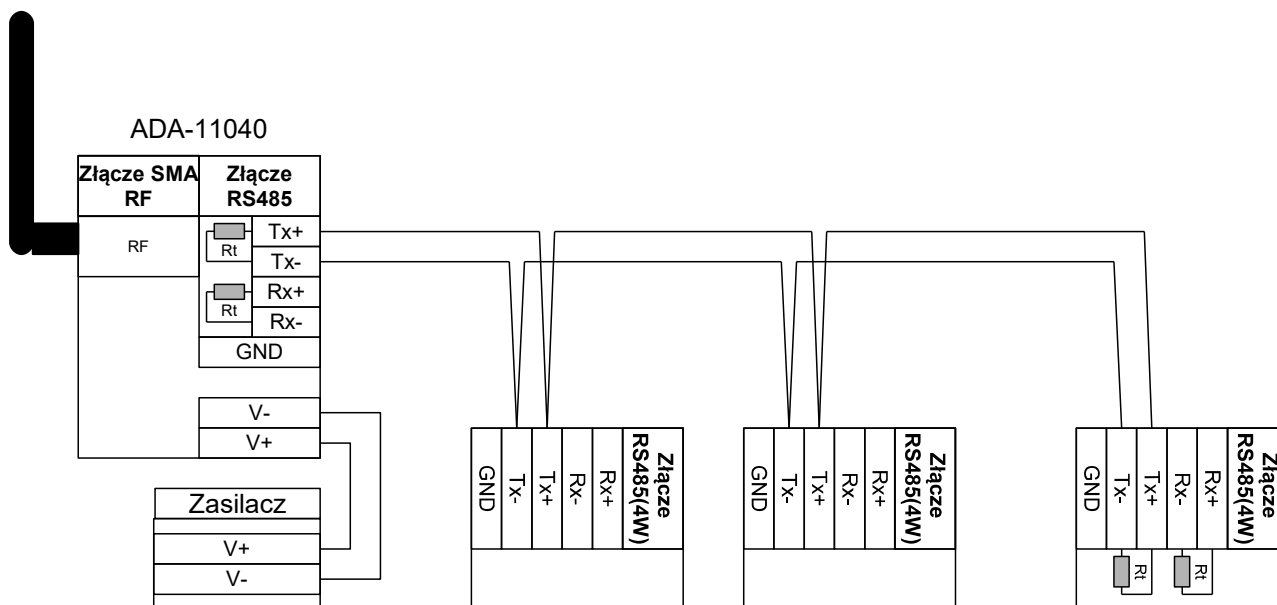 ADA-11040
Złącze SMA
RF
Złącze
RS485
RF
Rt
Tx+
Tx-
Rt
Rx+
Rx-
GND
V-
V+
Zasilacz
V+
V-
GND
Tx-
Tx+
Rx-
Rx+
Złącze
RS485(4W)
GND
Tx-
Tx+
Rx-
Rx+
Złącze
RS485(4W)
GND
Tx-
Tx+
Rx-
Rx+
Złącze
RS485(4W)
Rt
Rt